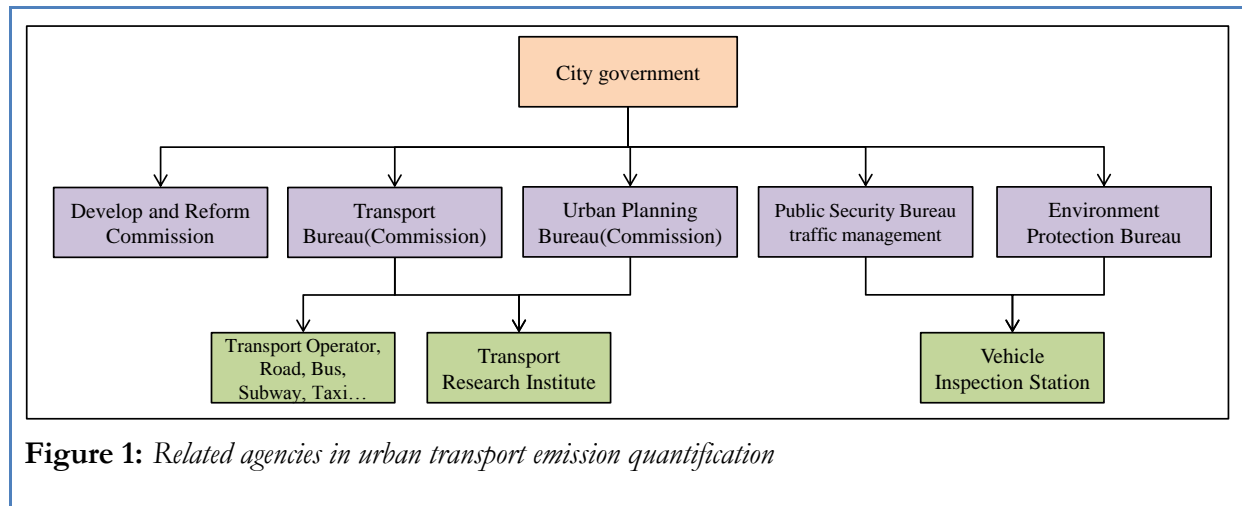 City government
Develop and Reform
Commission
Transport
Bureau(Commission)
Urban Planning
Bureau(Commission)
Public Security Bureau
traffic management
Environment
Protection Bureau
Transport Operator,
Road, Bus,
Subway, Taxi…
Transport
Research Institute
Vehicle
Inspection Station
Figure 1: Related agencies in urban transport emission quantification